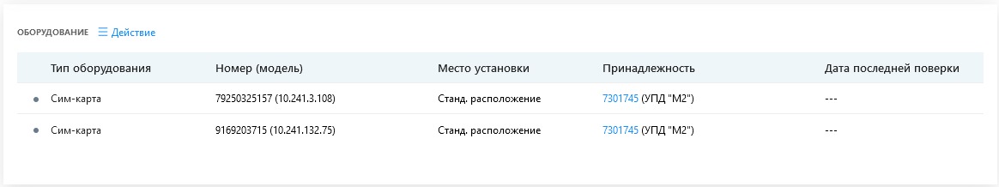 ОБОРУДОВАНИЕ Действие
Тип оборудования Номер (модель) Место установки Принадлежность Дата последней поверки
Сим-карта 79250325157 (10.241.3.108) Станд. расположение 7301745 (УПД "М2") ---
Сим-карта 9169203715 (10.241.132.75) Станд. расположение 7301745 (УПД "М2") ---